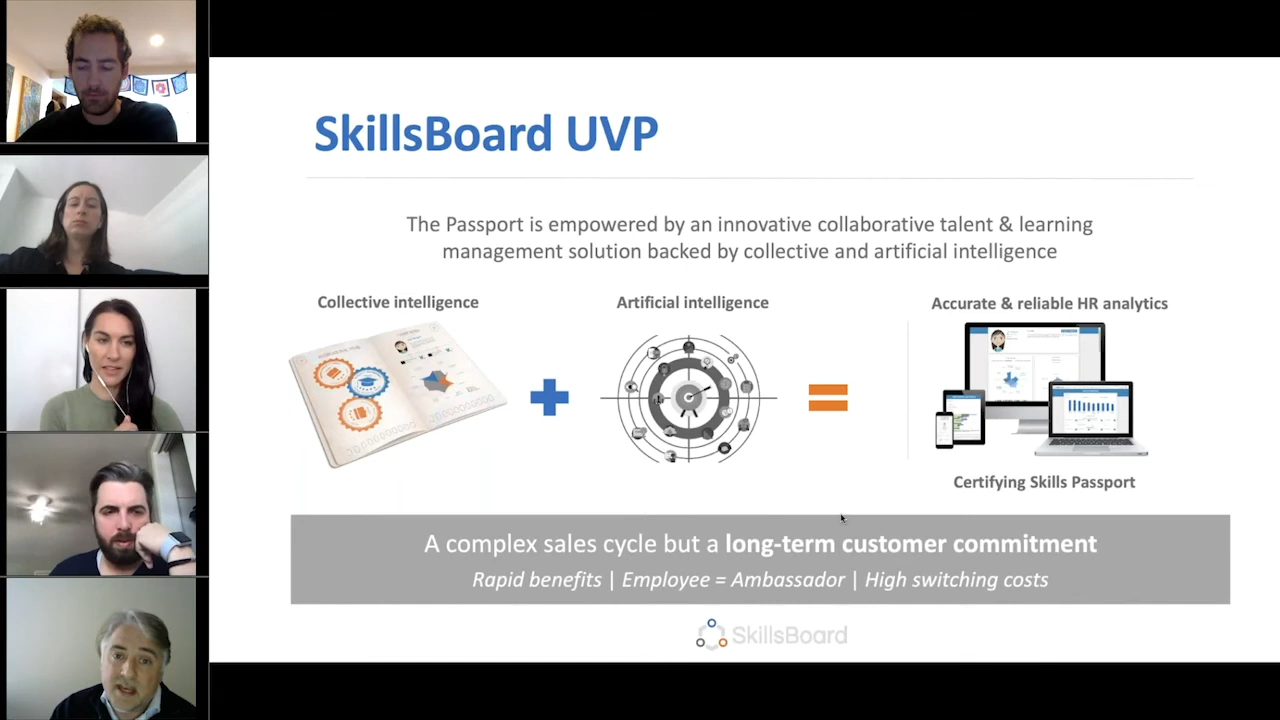 SkillsBoard UVP
The Passport is empowered by an innovative collaborative talent & learning
management solution backed by collective and artificial intelligence
Collective intelligence
Artificial intelligence
Accurate & reliable HR analytics
Certifying Skills Passport
A complex sales cycle but a long-term customer commitment
Rapid benefits | Employee = Ambassador | High switching costs
SkillsBoard